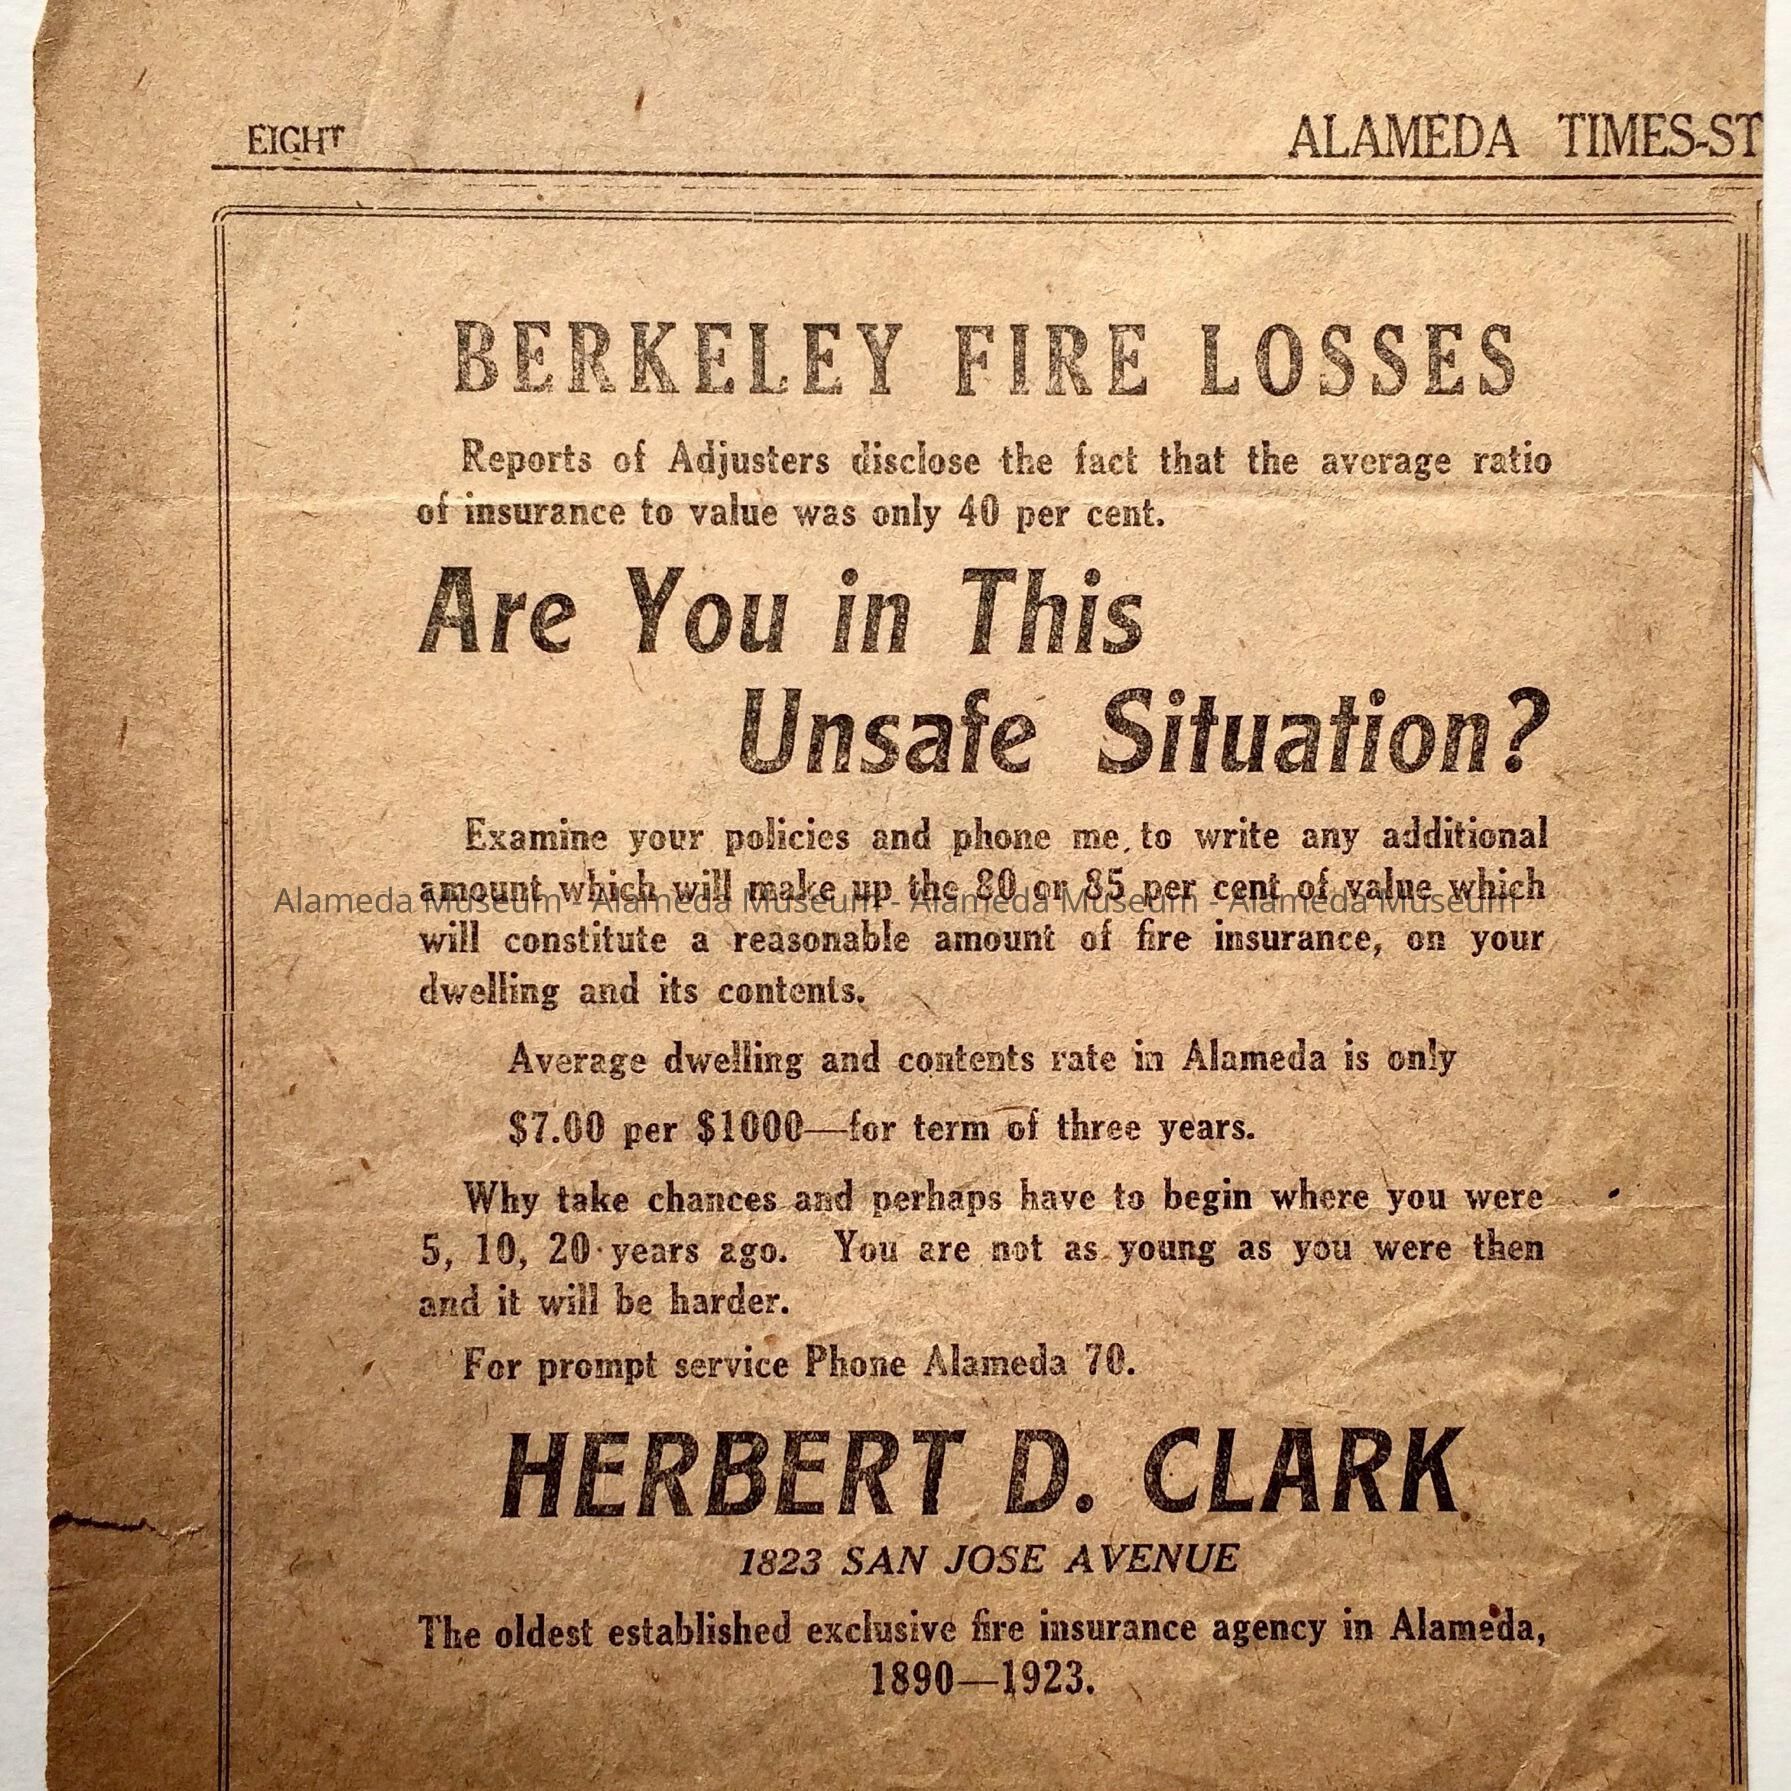 EIGHT
ALAMEDA TIMES-ST
BERKELEY FIRE LOSSES
Reports of Adjusters disclose the fact that the average ratio
of insurance to value was only 40 per cent.
Are You in This
Unsafe Situation?
Examine your policies and phone me, to write any additional
amount which will make up the 80 or 85 per cent of value which
Alameda Museum - Alameda Museum - Alameda Museum - Alameda Museum
will constitute a reasonable amount of fire insurance, on your
dwelling and its contents.
Average dwelling and contents rate in Alameda is only
$7.00 per $1000—for term of three years.
Why take chances and perhaps have to begin where you were
5, 10, 20 years ago. You are not as young as you were then
and it will be harder.
For prompt service Phone Alameda 70.
HERBERT D. CLARK
1823 SAN JOSE AVENUE
The oldest established exclusive fire insurance agency in Alameda,
1890—1923.